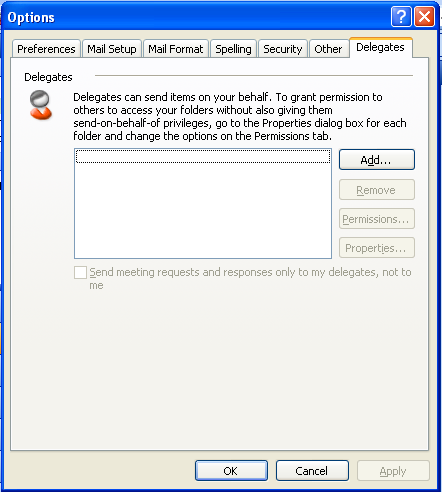 Options
Preferences Mail Setup Mail Format Spelling Security Other Delegates
Delegates
Delegates can send items on your behalf. To grant permission to
others to access your folders without also giving them
send-on-behalf-of privileges, go to the Properties dialog box for each
folder and change the options on the Permissions tab.
Add...
Remove
Permissions...
Properties...
Send meeting requests and responses only to my delegates, not to
me
OK Cancel Apply